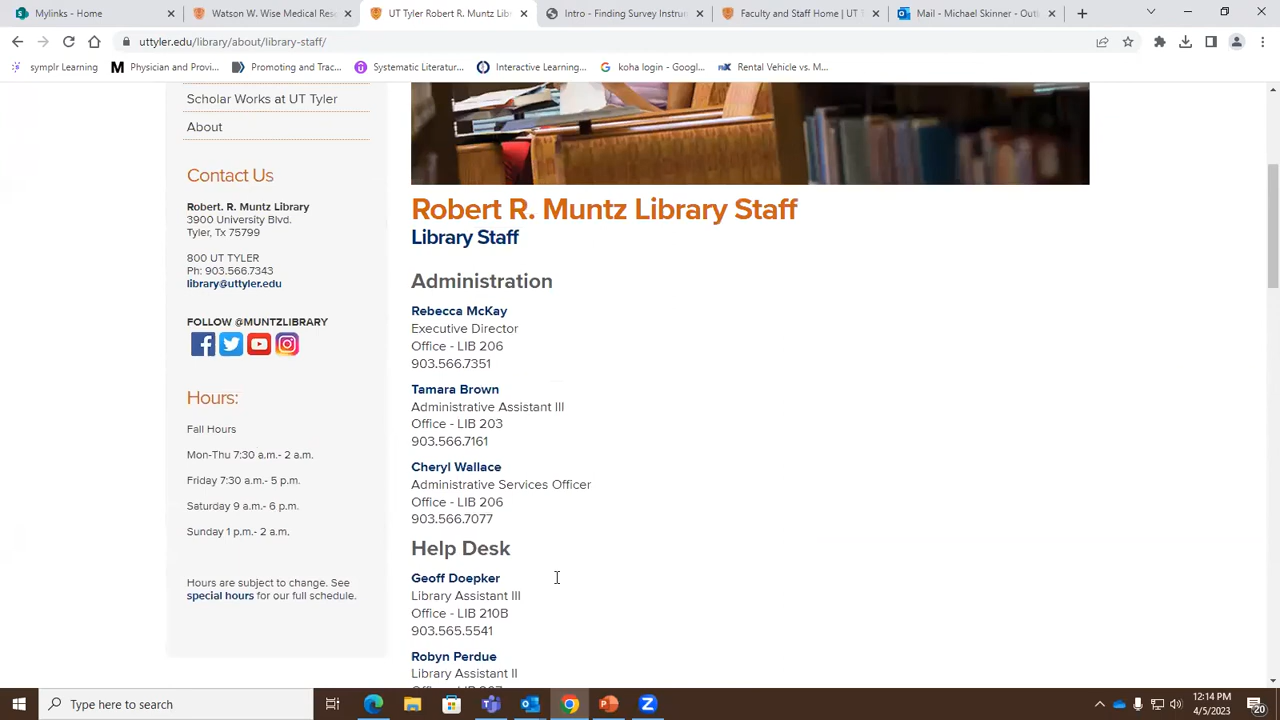 Mylinks - Home
Watson W. Wise Medical Rese
UT Tyler Robert R. Muntz Library
Intro - Finding Survey Instrum
Faculty and Staff Home | UT
Mail - Michael Skinner - Out
uttyler.edu/library/about/library-staff/
symplr Learning
Physician and Provi...
Promoting and Trac...
Systematic Literatur...
Interactive Learning...
koha login - Googl...
Rental Vehicle vs. M...
Scholar Works at UT Tyler
About
Contact Us
Robert. R. Muntz Library
3900 University Blvd.
Tyler, Tx 75799
800 UT TYLER
Ph: 903.566.7343
library@uttyler.edu
FOLLOW @MUNTZLIBRARY
Hours:
Fall Hours
Mon-Thu 7:30 a.m.- 2 a.m.
Friday 7:30 a.m.- 5 p.m.
Saturday 9 a.m.- 6 p.m.
Sunday 1 p.m.- 2 a.m.
Hours are subject to change. See
special hours for our full schedule.
Robert R. Muntz Library Staff
Library Staff
Administration
Rebecca McKay
Executive Director
Office - LIB 206
903.566.7351
Tamara Brown
Administrative Assistant III
Office - LIB 203
903.566.7161
Cheryl Wallace
Administrative Services Officer
Office - LIB 206
903.566.7077
Help Desk
Geoff Doepker
Library Assistant III
Office - LIB 210B
903.565.5541
Robyn Perdue
Library Assistant II
Type here to search
12:14 PM
4/5/2023
20